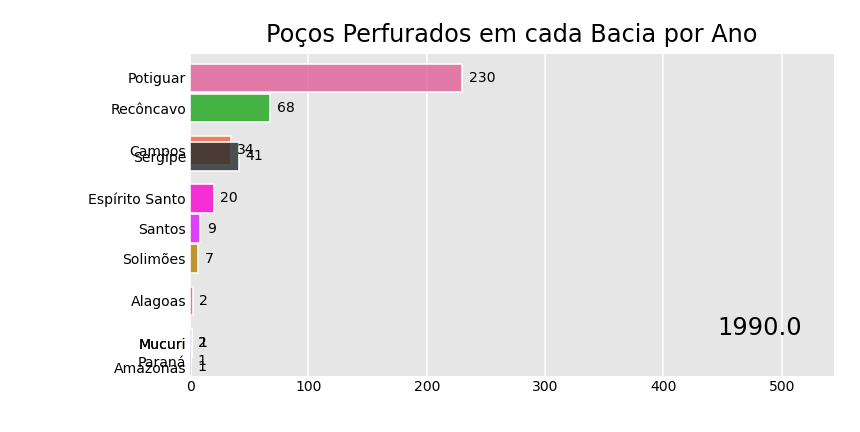 Poços Perfurados em cada Bacia por Ano
Potiguar 230
Recôncavo 68
Campos 34
Sergipe 41
Espírito Santo 20
Santos 9
Solimões 7
Alagoas 2
Mucuri
Paraná 1
Amazonas 1
1990.0
0 100 200 300 400 500